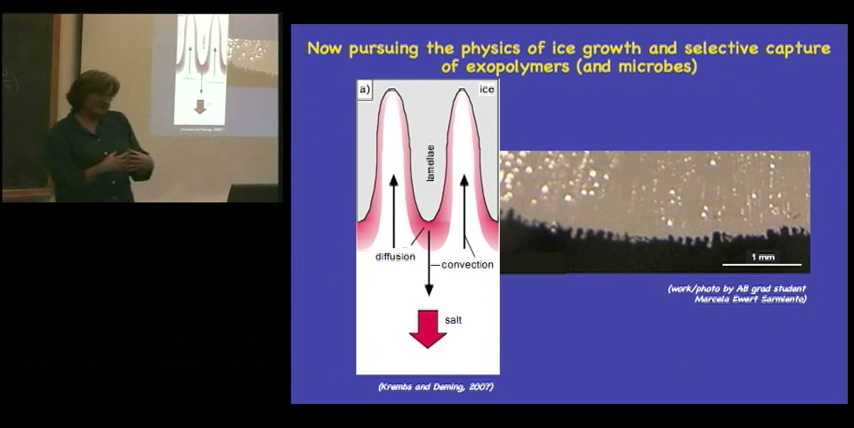 Now pursuing the physics of ice growth and selective capture
of exopolymers (and microbes)
a)
ice
lamellae
diffusion
convection
salt
(Krembs and Deming, 2007)
1 mm
(work/photo by AB grad student
Marcela Ewert Sarmiento)